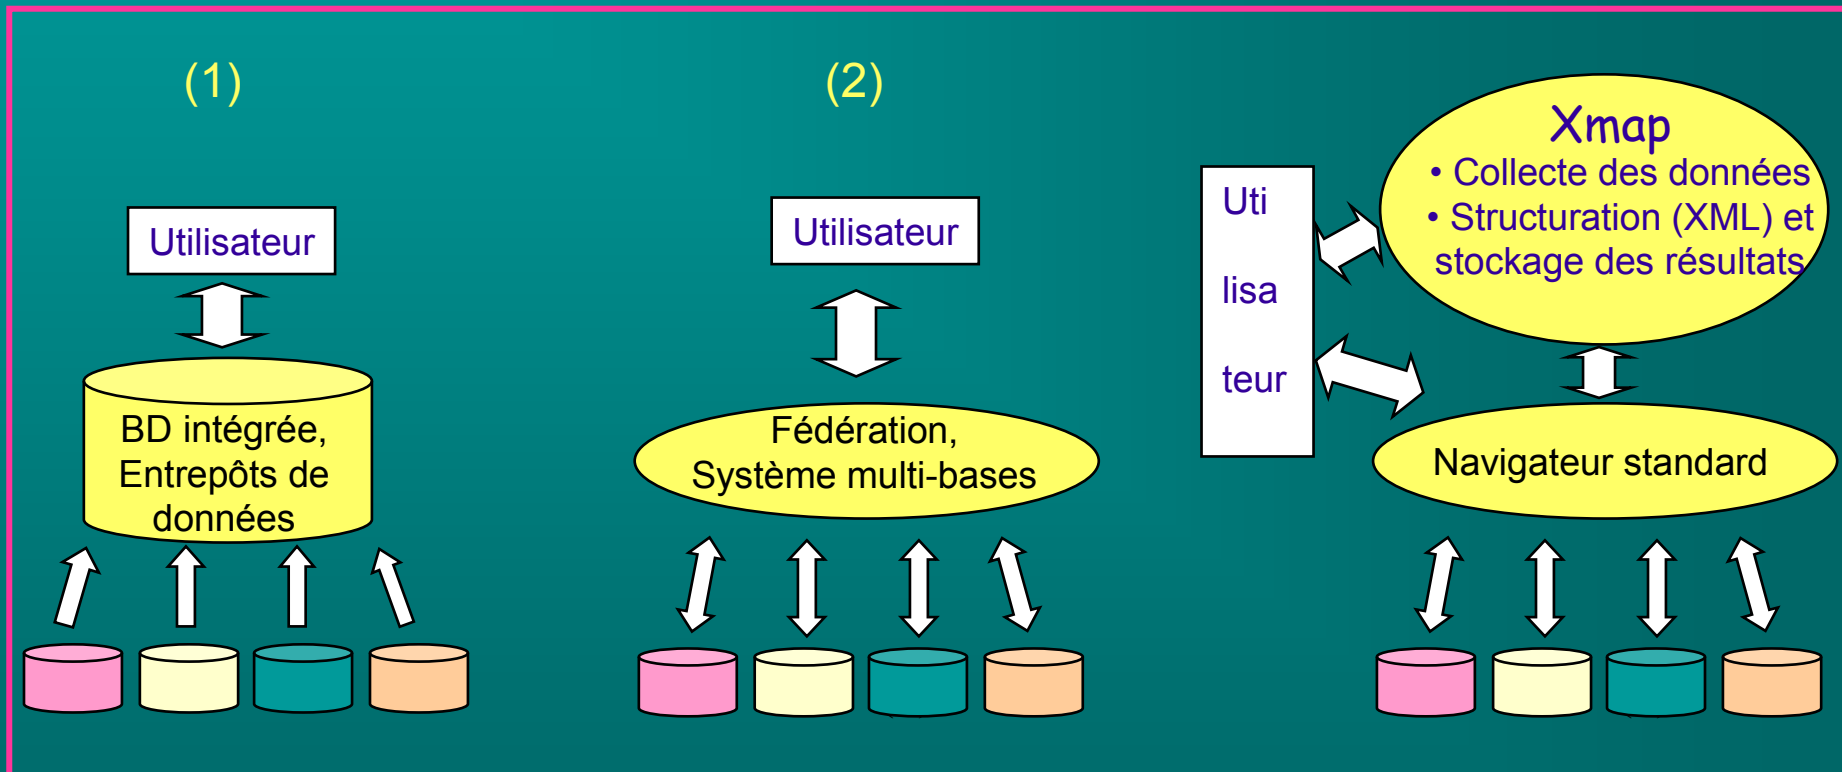 (1)
Utilisateur
BD intégrée,
Entrepôts de
données
(2)
Utilisateur
Fédération,
Système multi-bases
Uti
lisa
teur
Xmap
• Collecte des données
• Structuration (XML) et
stockage des résultats
Navigateur standard